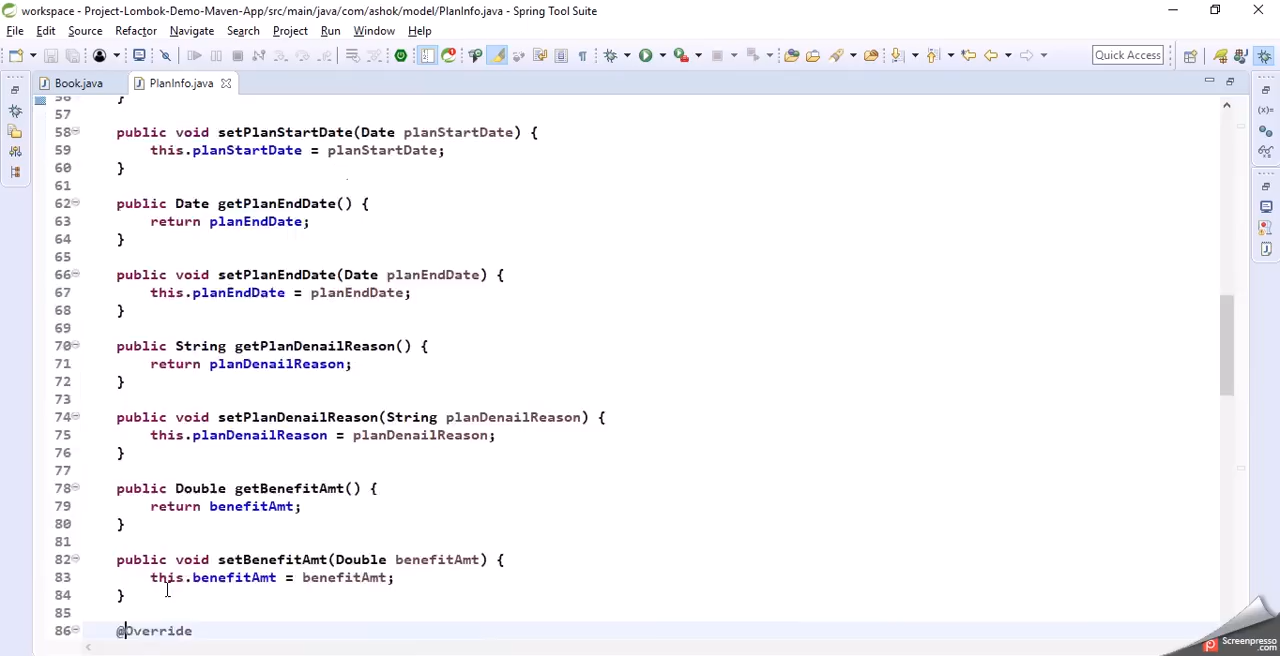 workspace - Project-Lombok-Demo-Maven-App/src/main/java/com/ashok/model/PlanInfo.java - Spring Tool Suite
File Edit Source Refactor Navigate Search Project Run Window Help
Quick Access
Book.java PlanInfo.java
56 }
57
58 public void setPlanStartDate(Date planStartDate) {
59 this.planStartDate = planStartDate;
60 }
61
62 public Date getPlanEndDate() {
63 return planEndDate;
64 }
65
66 public void setPlanEndDate(Date planEndDate) {
67 this.planEndDate = planEndDate;
68 }
69
70 public String getPlanDenailReason() {
71 return planDenailReason;
72 }
73
74 public void setPlanDenailReason(String planDenailReason) {
75 this.planDenailReason = planDenailReason;
76 }
77
78 public Double getBenefitAmt() {
79 return benefitAmt;
80 }
81
82 public void setBenefitAmt(Double benefitAmt) {
83 this.benefitAmt = benefitAmt;
84 }
85
86 @Override
Screenpresso
.com